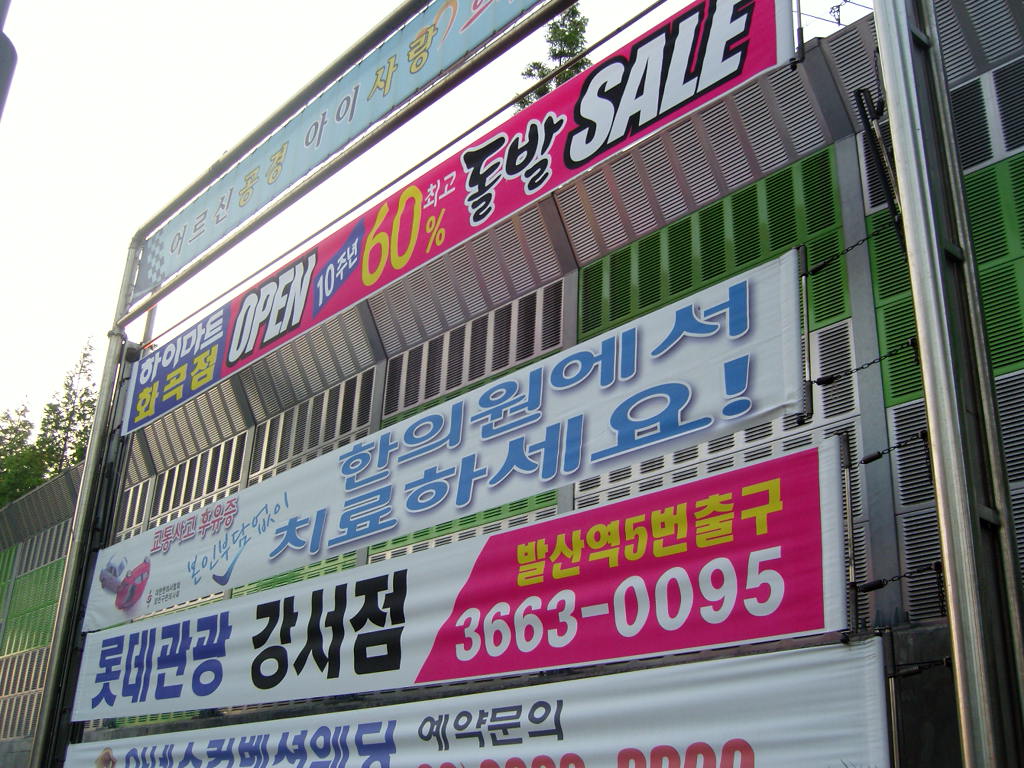 어르신공경 아이사랑
하이마트
화곡점
OPEN
10주년
60%
최고
돌발
SALE
교통사고 후유증
본인부담없이
한의원에서
치료하세요!
롯데관광 강서점
발산역5번출구
3663-0095
예약문의